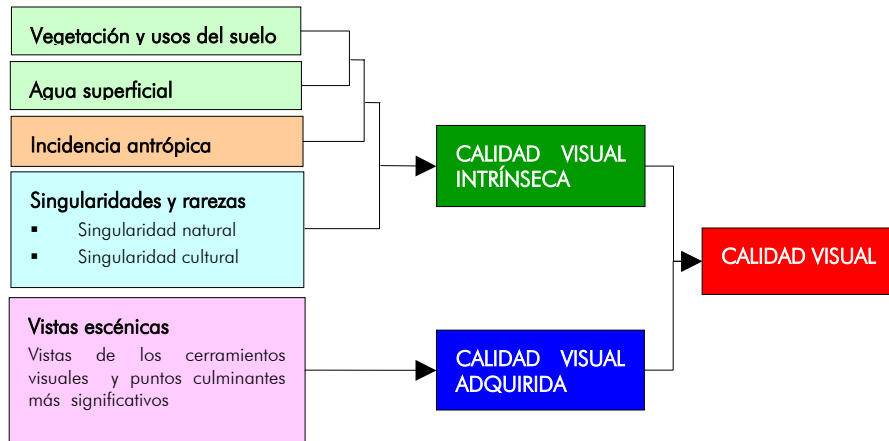 Vegetación y usos del suelo
Agua superficial
Incidencia antrópica
Singularidades y rarezas
▪ Singularidad natural
▪ Singularidad cultural
Vistas escénicas
Vistas de los cerramientos
visuales y puntos culminantes
más significativos
CALIDAD VISUAL
INTRÍNSECA
CALIDAD VISUAL
ADQUIRIDA
CALIDAD VISUAL